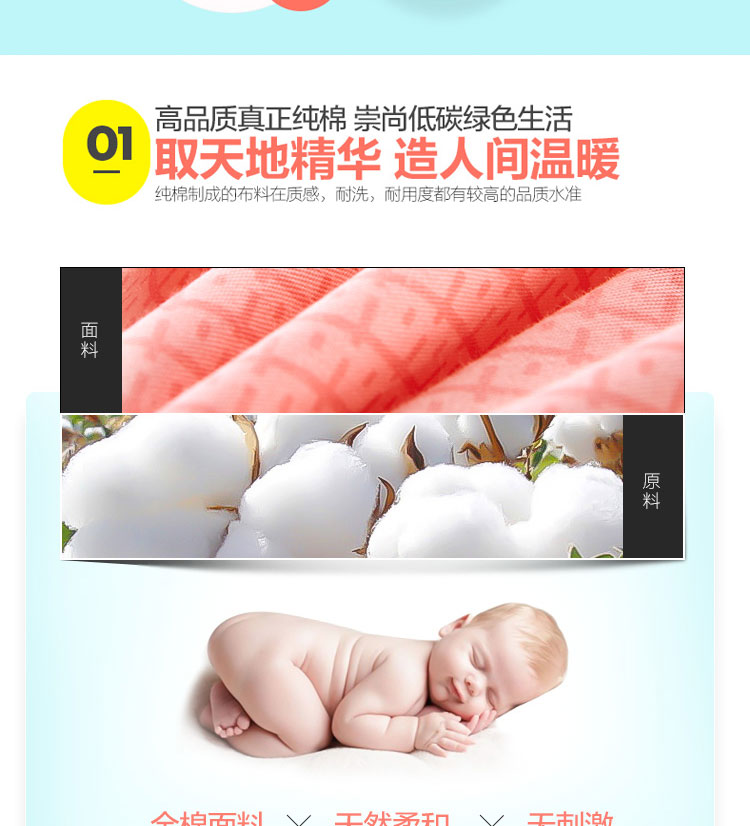 01
高品质真正纯棉 崇尚低碳绿色生活
取天地精华 造人间温暖
纯棉制成的布料在质感，耐洗，耐用度都有较高的品质水准
面料
原料
全棉面料 天然柔和 无刺激